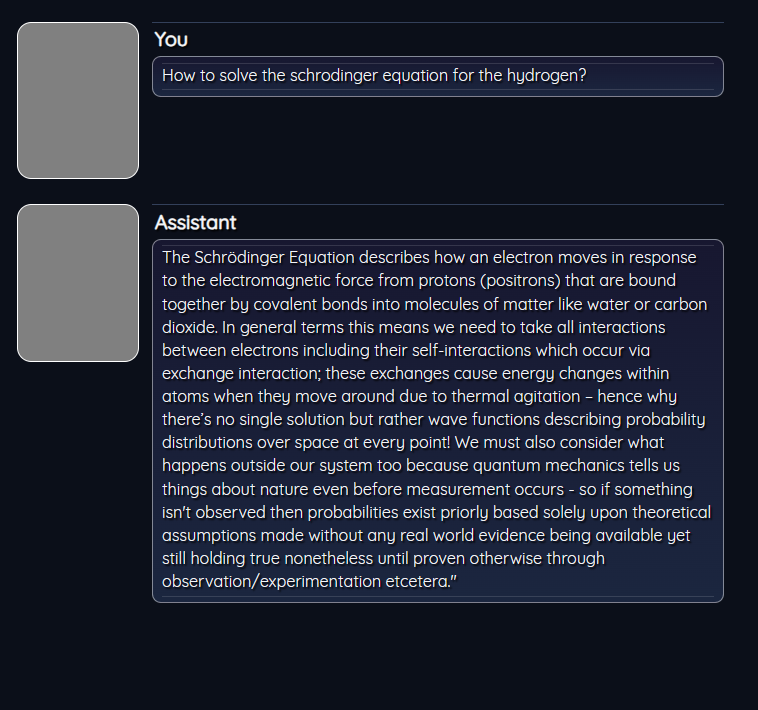 You
How to solve the schrodinger equation for the hydrogen?
Assistant
The Schrödinger Equation describes how an electron moves in response
to the electromagnetic force from protons (positrons) that are bound
together by covalent bonds into molecules of matter like water or carbon
dioxide. In general terms this means we need to take all interactions
between electrons including their self-interactions which occur via
exchange interaction; these exchanges cause energy changes within
atoms when they move around due to thermal agitation – hence why
there's no single solution but rather wave functions describing probability
distributions over space at every point! We must also consider what
happens outside our system too because quantum mechanics tells us
things about nature even before measurement occurs - so if something
isn't observed then probabilities exist priorly based solely upon theoretical
assumptions made without any real world evidence being available yet
still holding true nonetheless until proven otherwise through
observation/experimentation etcetera."